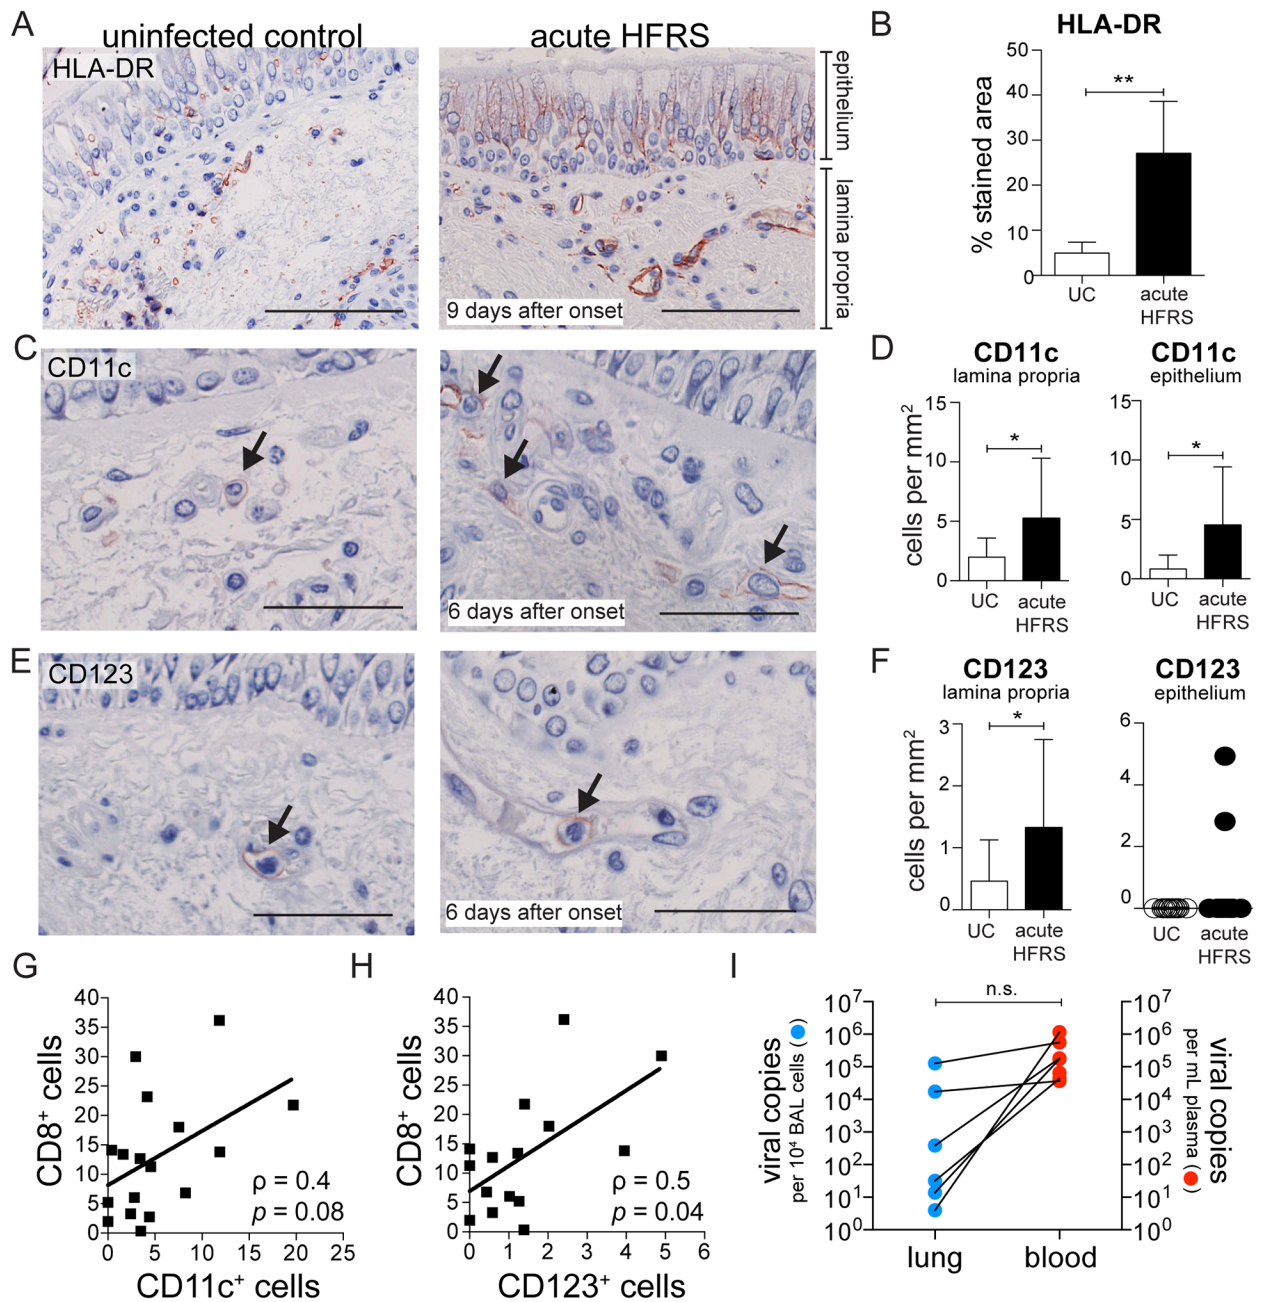 A
uninfected control
acute HFRS
HLA-DR
9 days after onset
epithelium
lamina propria
B
HLA-DR
% stained area
50
40
30
20
10
0
**
UC
acute
HFRS
C
CD11c
6 days after onset
D
CD11c
lamina propria
cells per mm²
15
10
5
0
*
UC
acute
HFRS
CD11c
epithelium
15
10
5
0
*
UC
acute
HFRS
E
CD123
6 days after onset
F
CD123
lamina propria
cells per mm²
3
2
1
0
*
UC
acute
HFRS
CD123
epithelium
6
4
2
0
UC
acute
HFRS
G
CD8⁺ cells
40
35
30
25
20
15
10
5
0
ρ = 0.4
p = 0.08
0 5 10 15 20 25
CD11c⁺ cells
H
CD8⁺ cells
40
35
30
25
20
15
10
5
0
ρ = 0.5
p = 0.04
0 1 2 3 4 5 6
CD123⁺ cells
I
n.s.
viral copies
per 10⁴ BAL cells ( )
10⁷
10⁶
10⁵
10⁴
10³
10²
10¹
10⁰
10⁷
10⁶
10⁵
10⁴
10³
10²
10¹
10⁰
viral copies
per mL plasma ( )
lung
blood